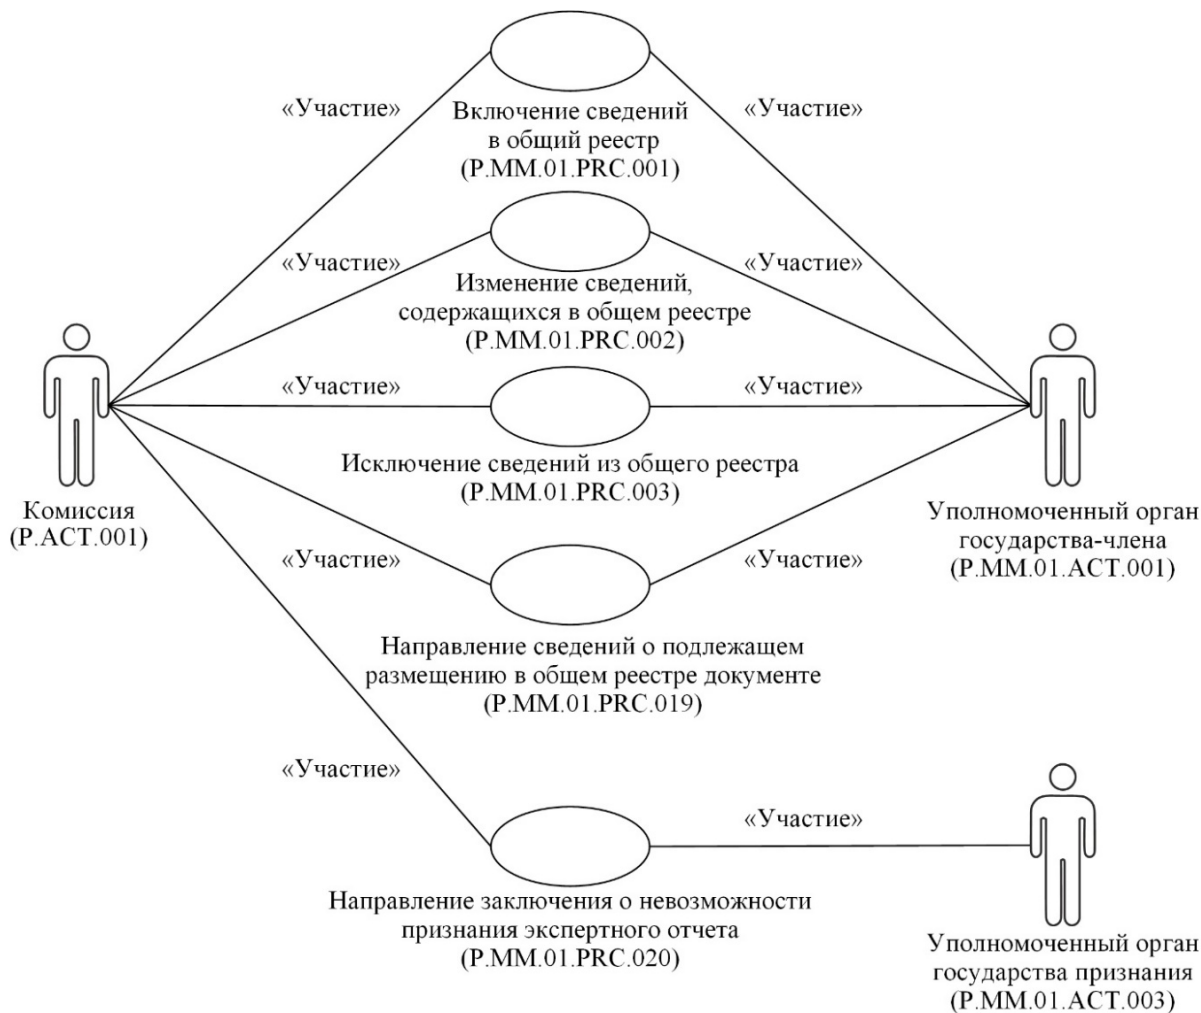 «Участие»
«Участие»
Включение сведений
в общий реестр
(P.MM.01.PRC.001)
«Участие»
«Участие»
Изменение сведений,
содержащихся в общем реестре
(P.MM.01.PRC.002)
«Участие»
«Участие»
Исключение сведений из общего реестра
(P.MM.01.PRC.003)
Комиссия
(P.ACT.001)
Уполномоченный орган
государства-члена
(P.MM.01.ACT.001)
«Участие»
«Участие»
Направление сведений о подлежащем
размещению в общем реестре документе
(P.MM.01.PRC.019)
«Участие»
«Участие»
Направление заключения о невозможности
признания экспертного отчета
(P.MM.01.PRC.020)
Уполномоченный орган
государства признания
(P.MM.01.ACT.003)